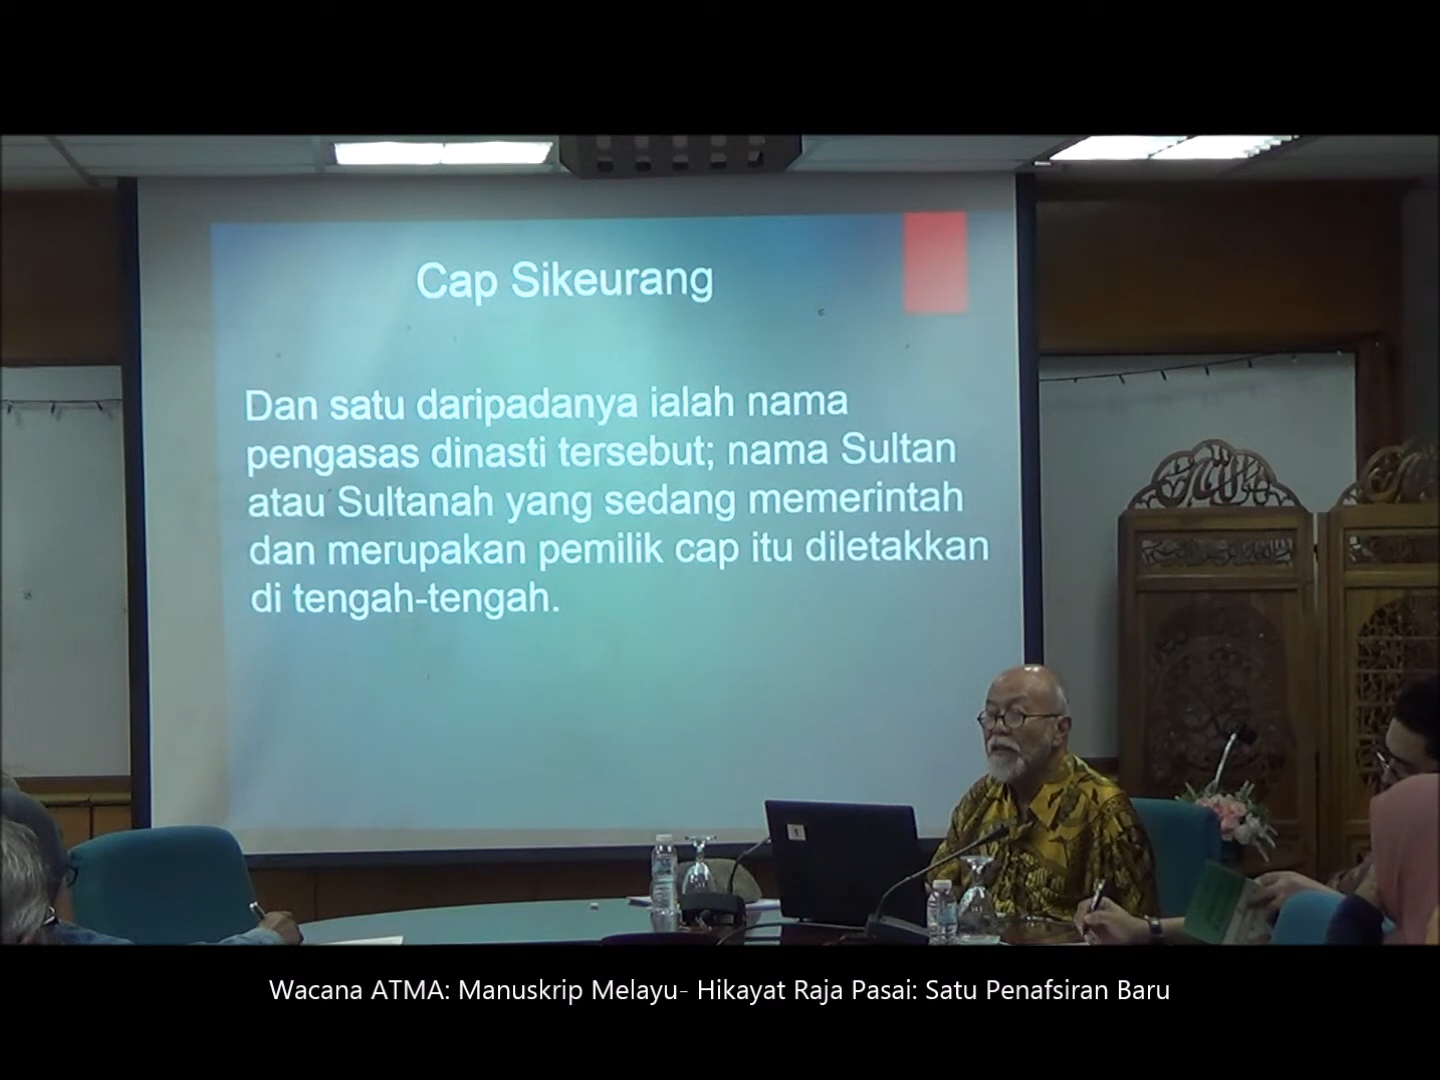 Cap Sikeurang
Dan satu daripadanya ialah nama
pengasas dinasti tersebut; nama Sultan
atau Sultanah yang sedang memerintah
dan merupakan pemilik cap itu diletakkan
di tengah-tengah.
Wacana ATMA: Manuskrip Melayu- Hikayat Raja Pasai: Satu Penafsiran Baru